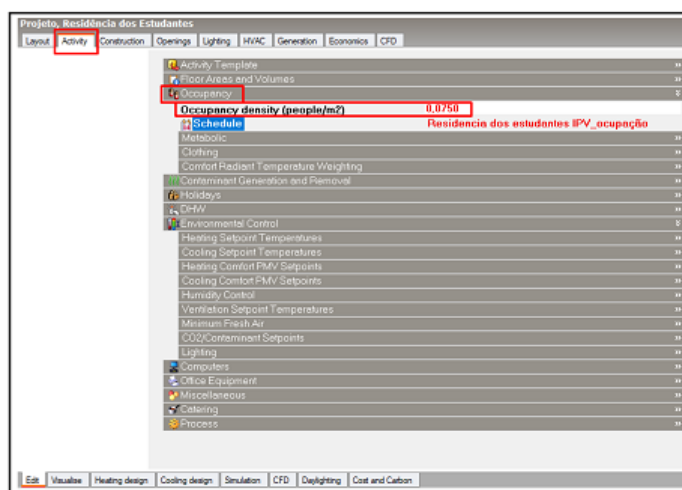 Projeto, Residência dos Estudantes
Layout Activity Construction Openings Lighting HVAC Generation Economics CFD
Activity Template
Floor Areas and Volumes
Occupancy
Occupancy density (people/m2) 0,0750
Schedule Residencia dos estudantes IPV_ocupação
Metabolic
Clothing
Comfort Radiant Temperature Weighting
Contaminant Generation and Removal
Holidays
DHW
Environmental Control
Heating Setpoint Temperatures
Cooling Setpoint Temperatures
Heating Comfort PMV Setpoints
Cooling Comfort PMV Setpoints
Humidity Control
Ventilation Setpoint Temperatures
Minimum Fresh Air
CO2/Contaminant Setpoints
Lighting
Computers
Office Equipment
Miscellaneous
Catering
Process
Edit Visualise Heating design Cooling design Simulation CFD Daylighting Cost and Carbon